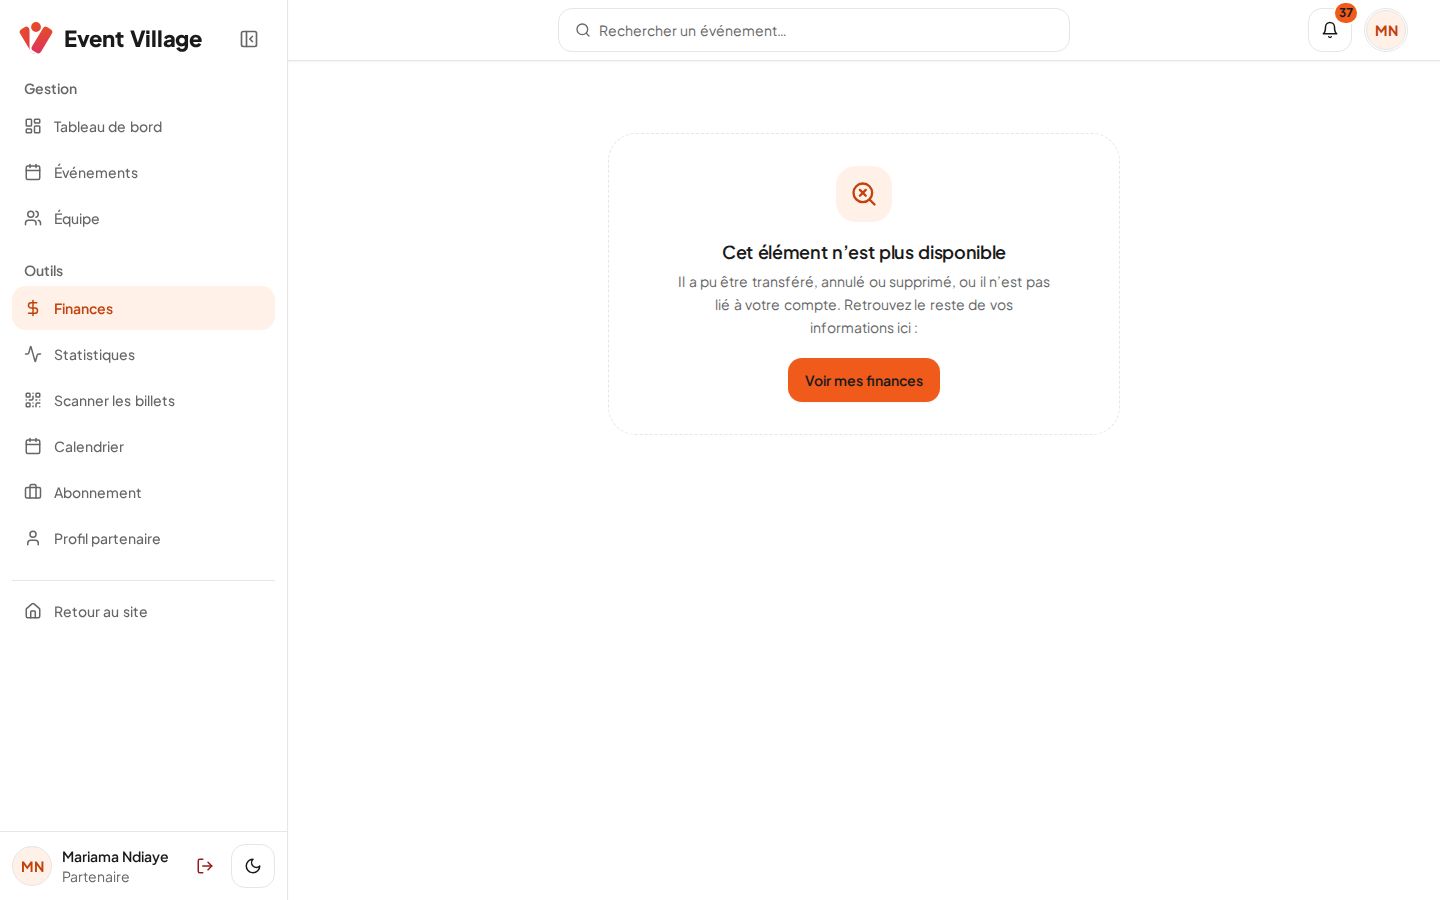 Event Village
Rechercher un événement…
37
MN
Gestion
Tableau de bord
Événements
Équipe
Outils
Finances
Statistiques
Scanner les billets
Calendrier
Abonnement
Profil partenaire
Retour au site
Cet élément n’est plus disponible
Il a pu être transféré, annulé ou supprimé, ou il n’est pas
lié à votre compte. Retrouvez le reste de vos
informations ici :
Voir mes finances
MN
Mariama Ndiaye
Partenaire